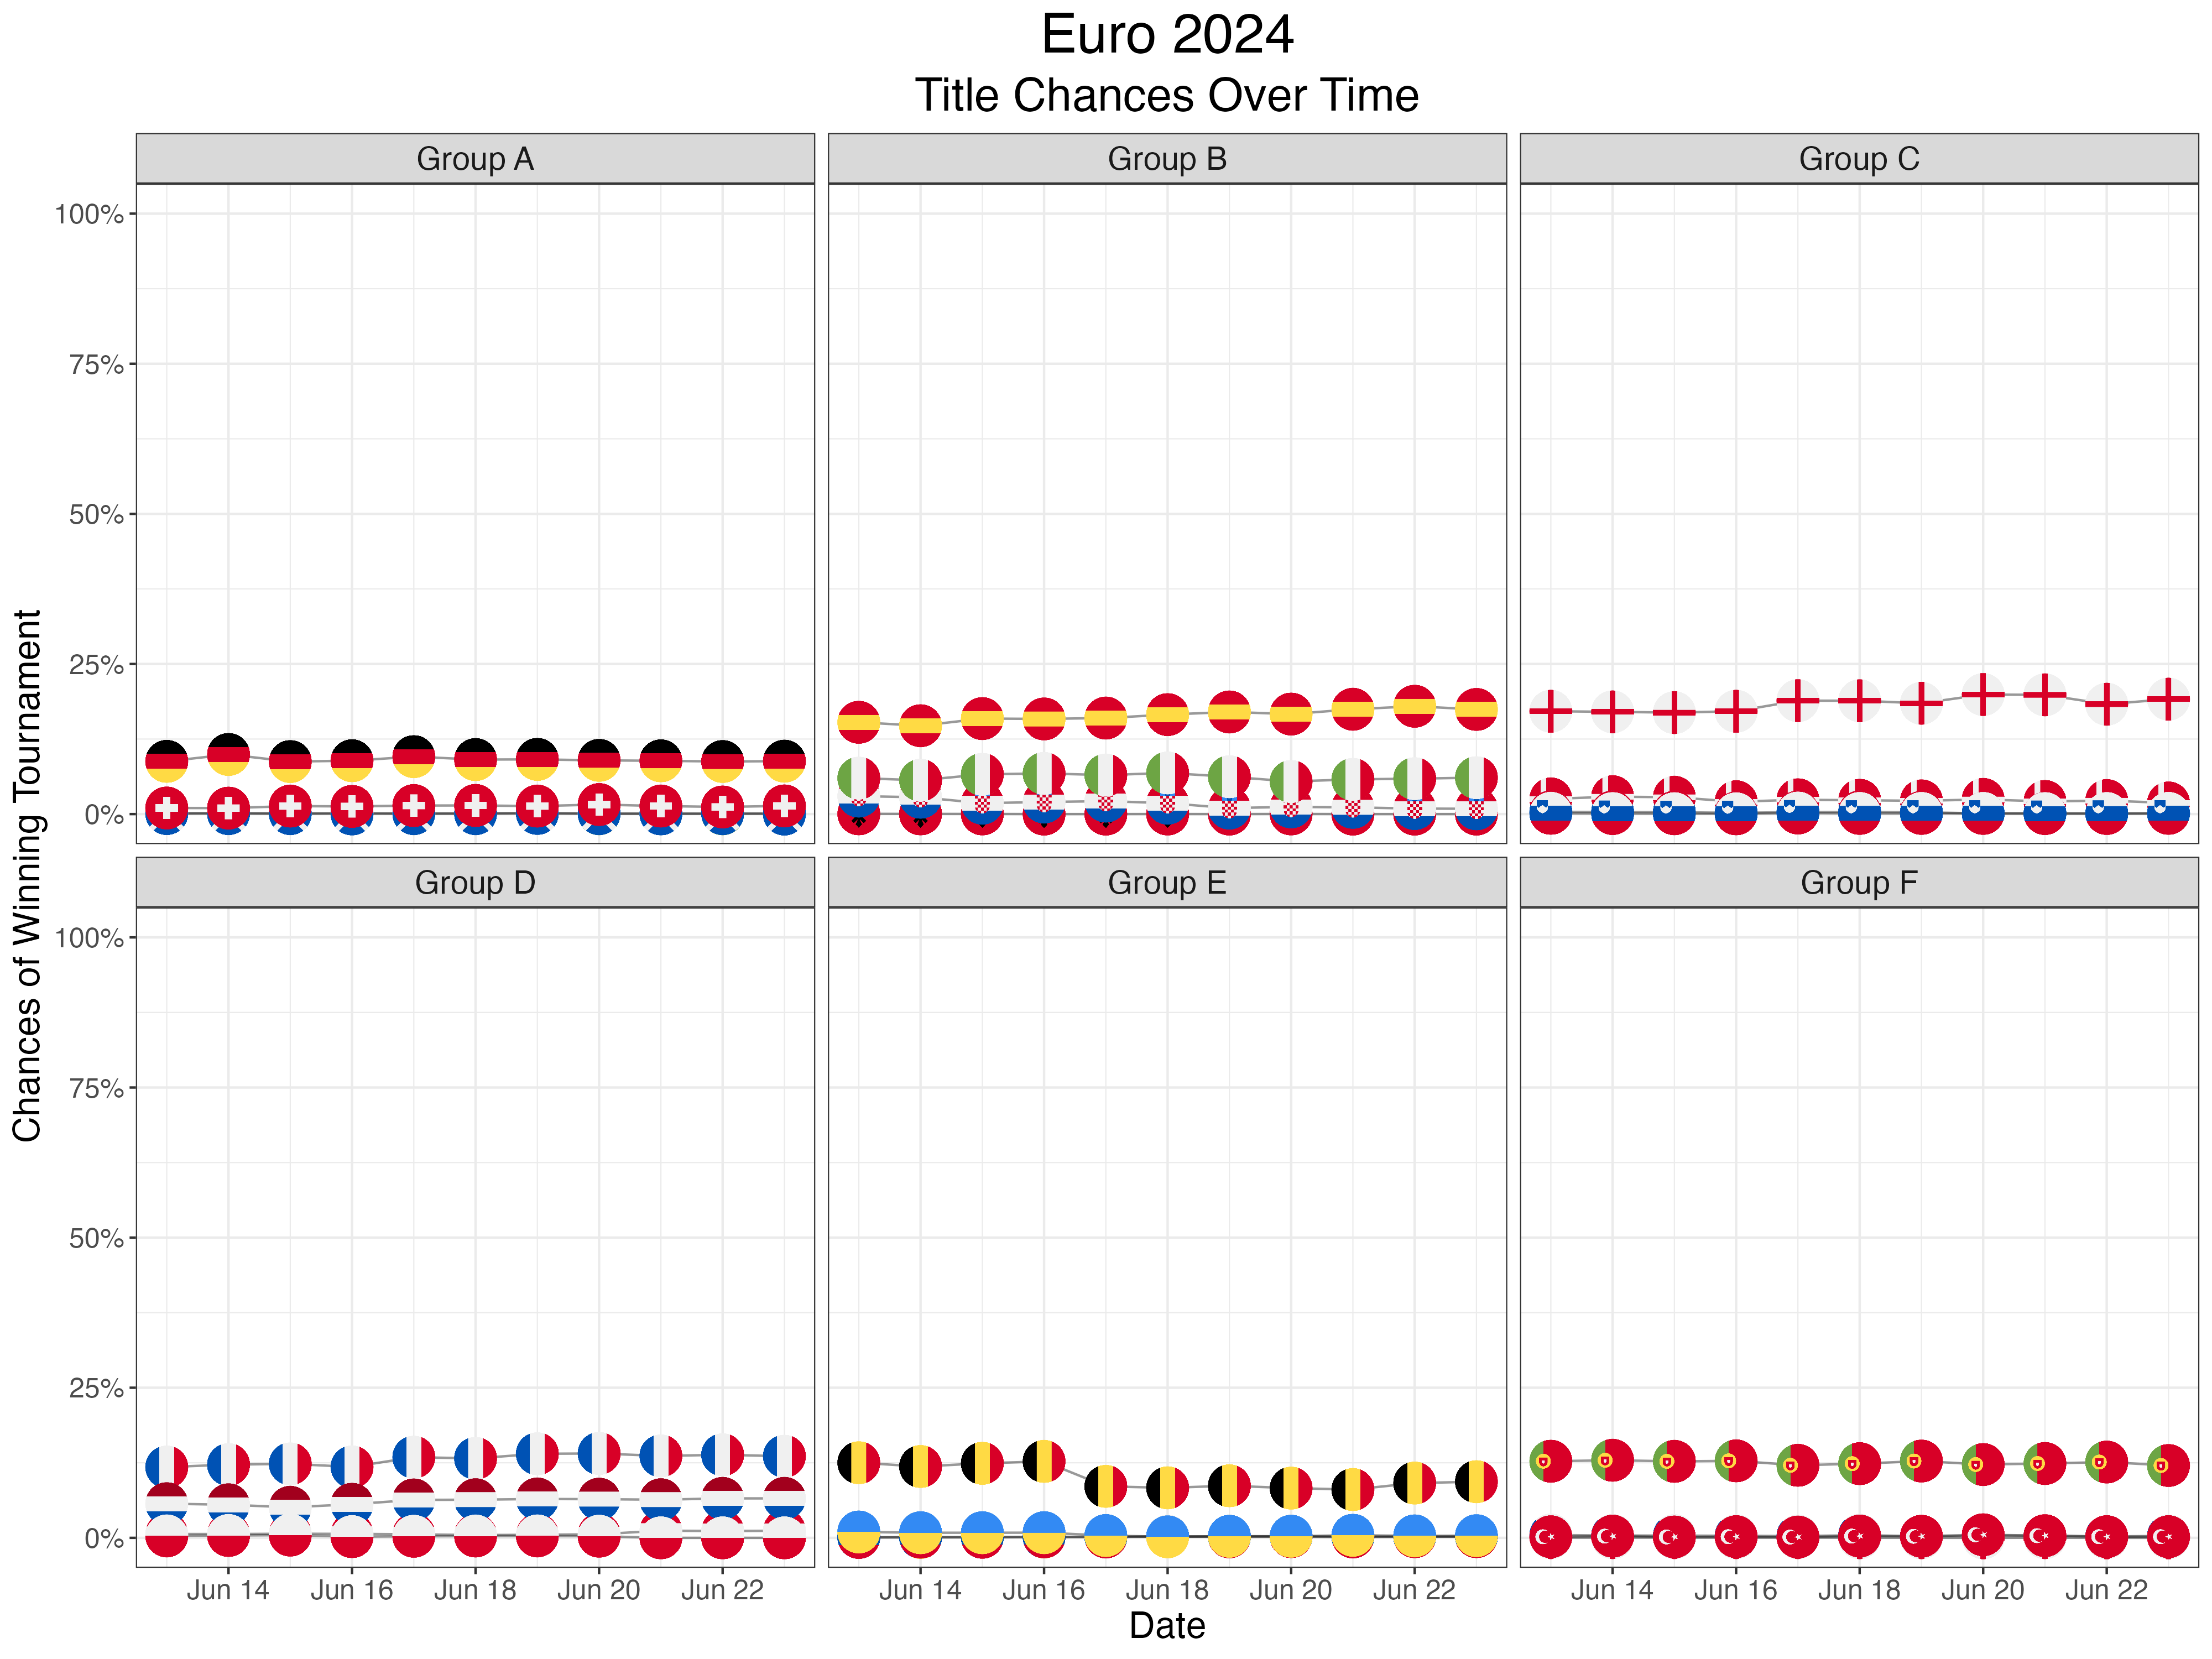 Euro 2024
Title Chances Over Time
Group A
Group B
Group C
100%
75%
50%
25%
0%
Group D
Group E
Group F
100%
75%
50%
25%
0%
Chances of Winning Tournament
Jun 14 Jun 16 Jun 18 Jun 20 Jun 22
Jun 14 Jun 16 Jun 18 Jun 20 Jun 22
Jun 14 Jun 16 Jun 18 Jun 20 Jun 22
Date